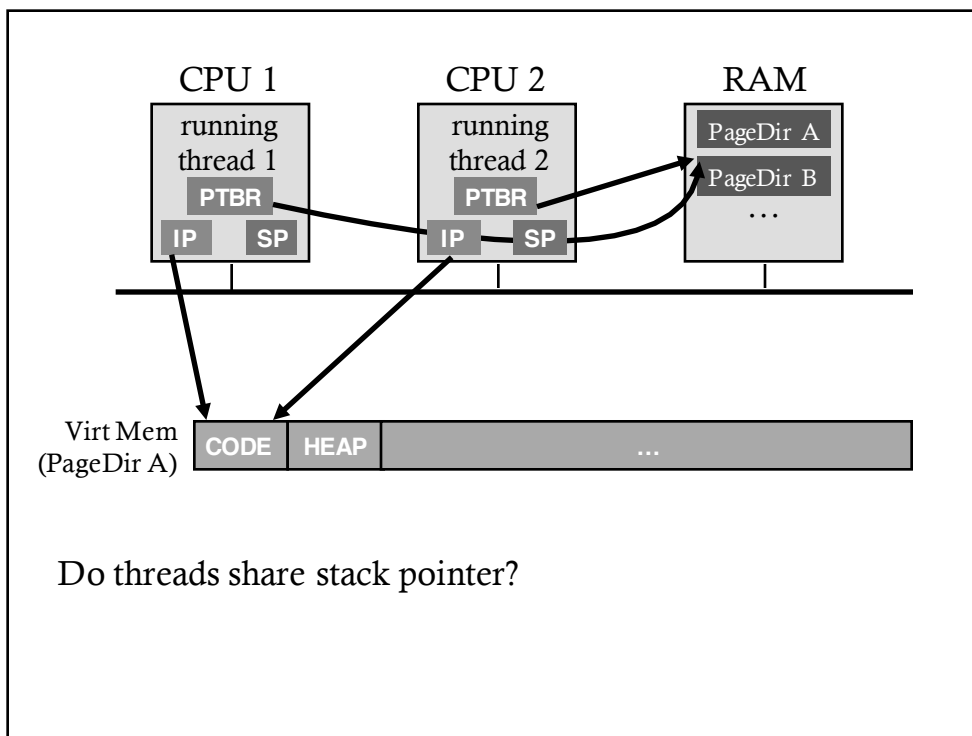 CPU 1
CPU 2
RAM
running
thread 1
PTBR
IP
SP
running
thread 2
PTBR
IP
SP
PageDir A
PageDir B
...
Virt Mem
(PageDir A)
CODE
HEAP
...
Do threads share stack pointer?